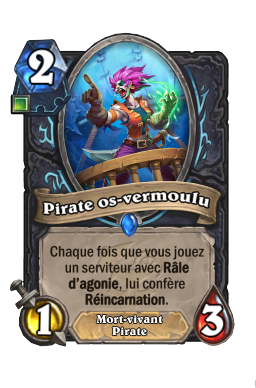 2
Pirate os-vermoulu
Chaque fois que vous jouez
un serviteur avec Râle
d'agonie, lui confère
Réincarnation.
1
Mort-vivant
Pirate
3